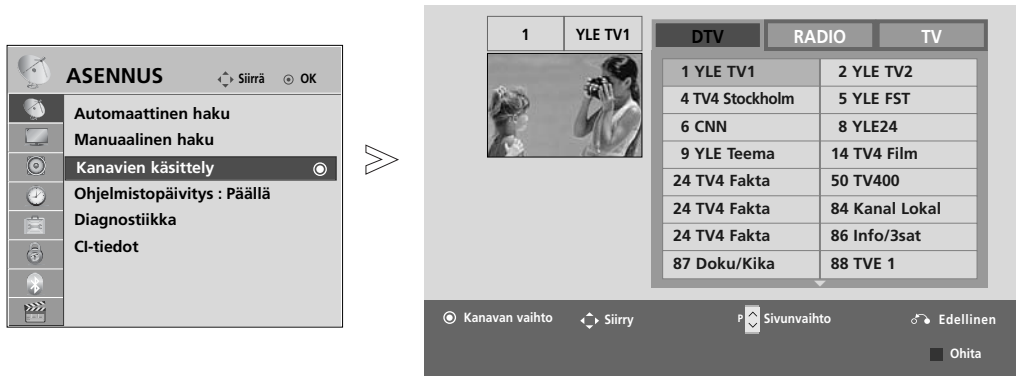 ASENNUS Siirrä OK
Automaattinen haku
Manuaalinen haku
Kanavien käsittely
Ohjelmistopäivitys : Päällä
Diagnostiikka
CI-tiedot
1 YLE TV1
DTV RADIO TV
1 YLE TV1 2 YLE TV2
4 TV4 Stockholm 5 YLE FST
6 CNN 8 YLE24
9 YLE Teema 14 TV4 Film
24 TV4 Fakta 50 TV400
24 TV4 Fakta 84 Kanal Lokal
24 TV4 Fakta 86 Info/3sat
87 Doku/Kika 88 TVE 1
Kanavan vaihto Siirry P Sivunvaihto Edellinen
Ohita